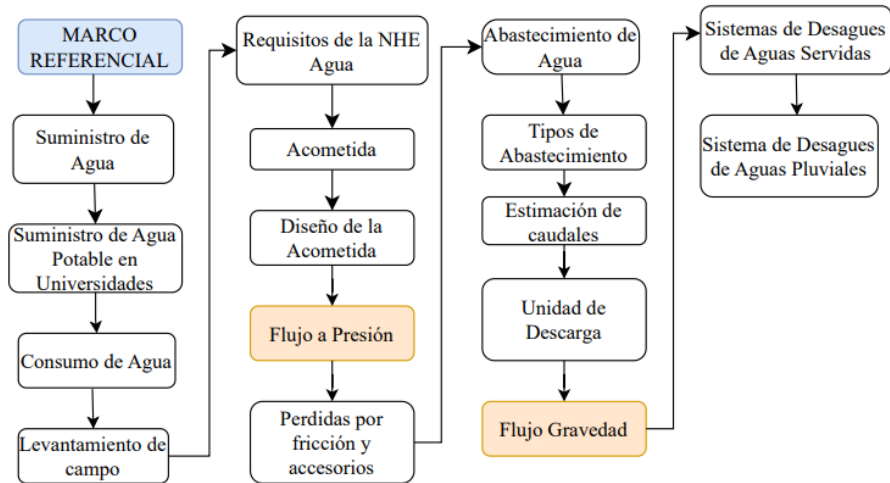 MARCO
REFERENCIAL
Suministro de
Agua
Suministro de Agua
Potable en
Universidades
Consumo de Agua
Levantamiento de
campo
Requisitos de la NHE
Agua
Acometida
Diseño de la
Acometida
Flujo a Presión
Perdidas por
fricción y
accesorios
Abastecimiento de
Agua
Tipos de
Abastecimiento
Estimación de
caudales
Unidad de
Descarga
Flujo Gravedad
Sistemas de Desagues
de Aguas Servidas
Sistema de Desagues
de Aguas Pluviales